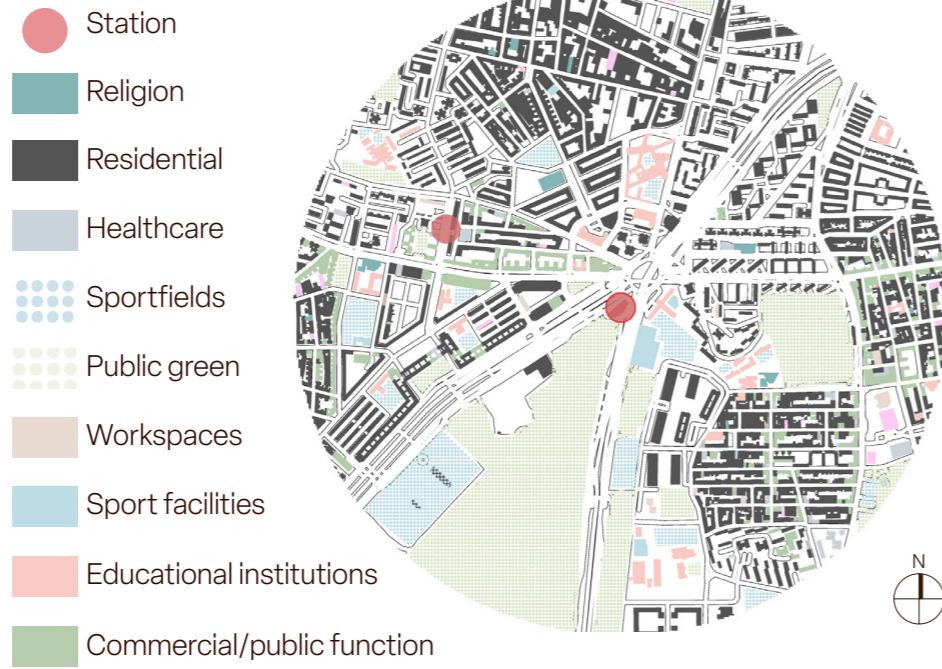 Station
Religion
Residential
Healthcare
Sportfields
Public green
Workspaces
Sport facilities
Educational institutions
Commercial/public function
N